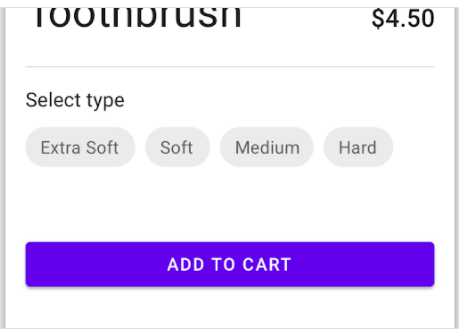 Toothbrush $4.50
Select type
Extra Soft Soft Medium Hard
ADD TO CART